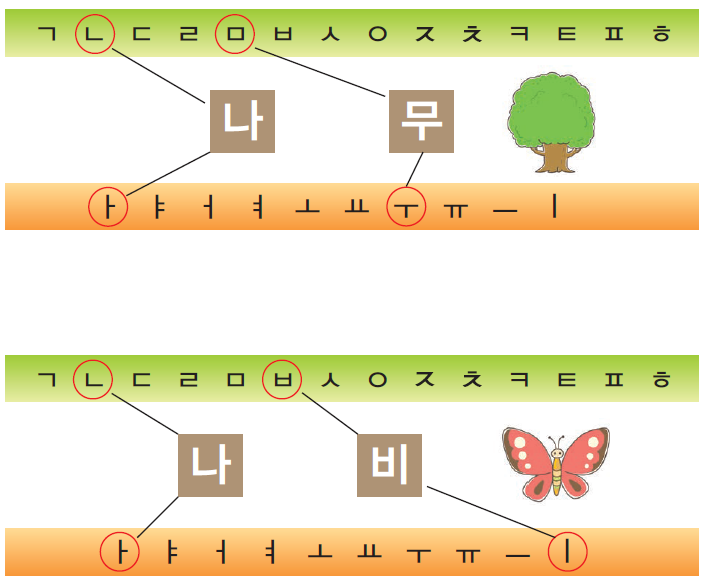 ㄱ ㄴ ㄷ ㄹ ㅁ ㅂ ㅅ ㅇ ㅈ ㅊ ㅋ ㅌ ㅍ ㅎ
나 무
ㅏ ㅑ ㅓ ㅕ ㅗ ㅛ ㅜ ㅠ ㅡ ㅣ
ㄱ ㄴ ㄷ ㄹ ㅁ ㅂ ㅅ ㅇ ㅈ ㅊ ㅋ ㅌ ㅍ ㅎ
나 비
ㅏ ㅑ ㅓ ㅕ ㅗ ㅛ ㅜ ㅠ ㅡ ㅣ